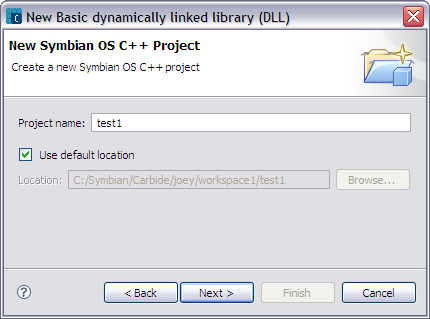 New Basic dynamically linked library (DLL)
New Symbian OS C++ Project
Create a new Symbian OS C++ project
Project name: test1
Use default location
Location: C:/Symbian/Carbide/joey/workspace1/test1 Browse...
? < Back Next > Finish Cancel